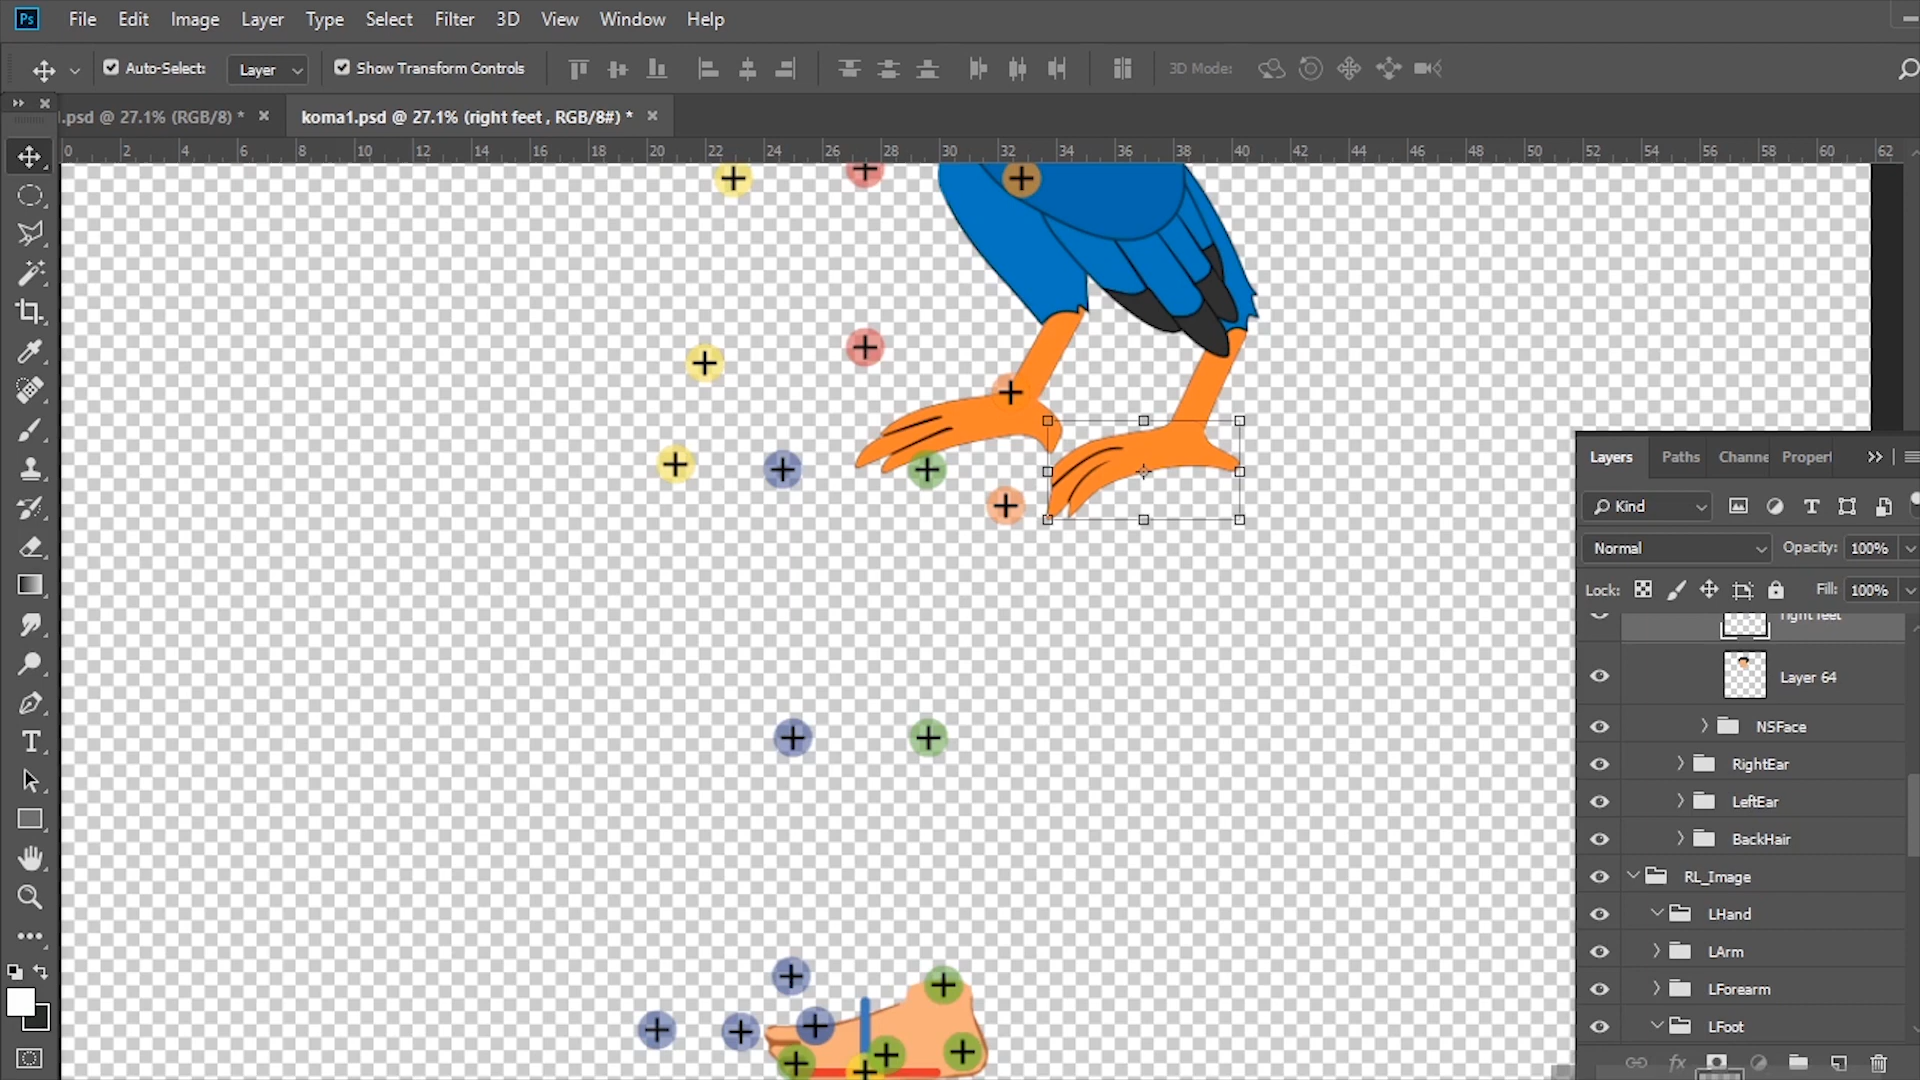 Ps File Edit Image Layer Type Select Filter 3D View Window Help
Auto-Select: Layer Show Transform Controls 3D Mode:
.psd @ 27.1% (RGB/8) * koma1.psd @ 27.1% (right feet , RGB/8#) *
0 2 4 6 8 10 12 14 16 18 20 22 24 26 28 30 32 34 36 38 40 42 44 46 48 50 52 54 56 58 60 62
Layers Paths Channe Propert
Kind
Normal Opacity: 100%
Lock: Fill: 100%
right feet
Layer 64
NSFace
RightEar
LeftEar
BackHair
RL_Image
LHand
LArm
LForearm
LFoot
fx